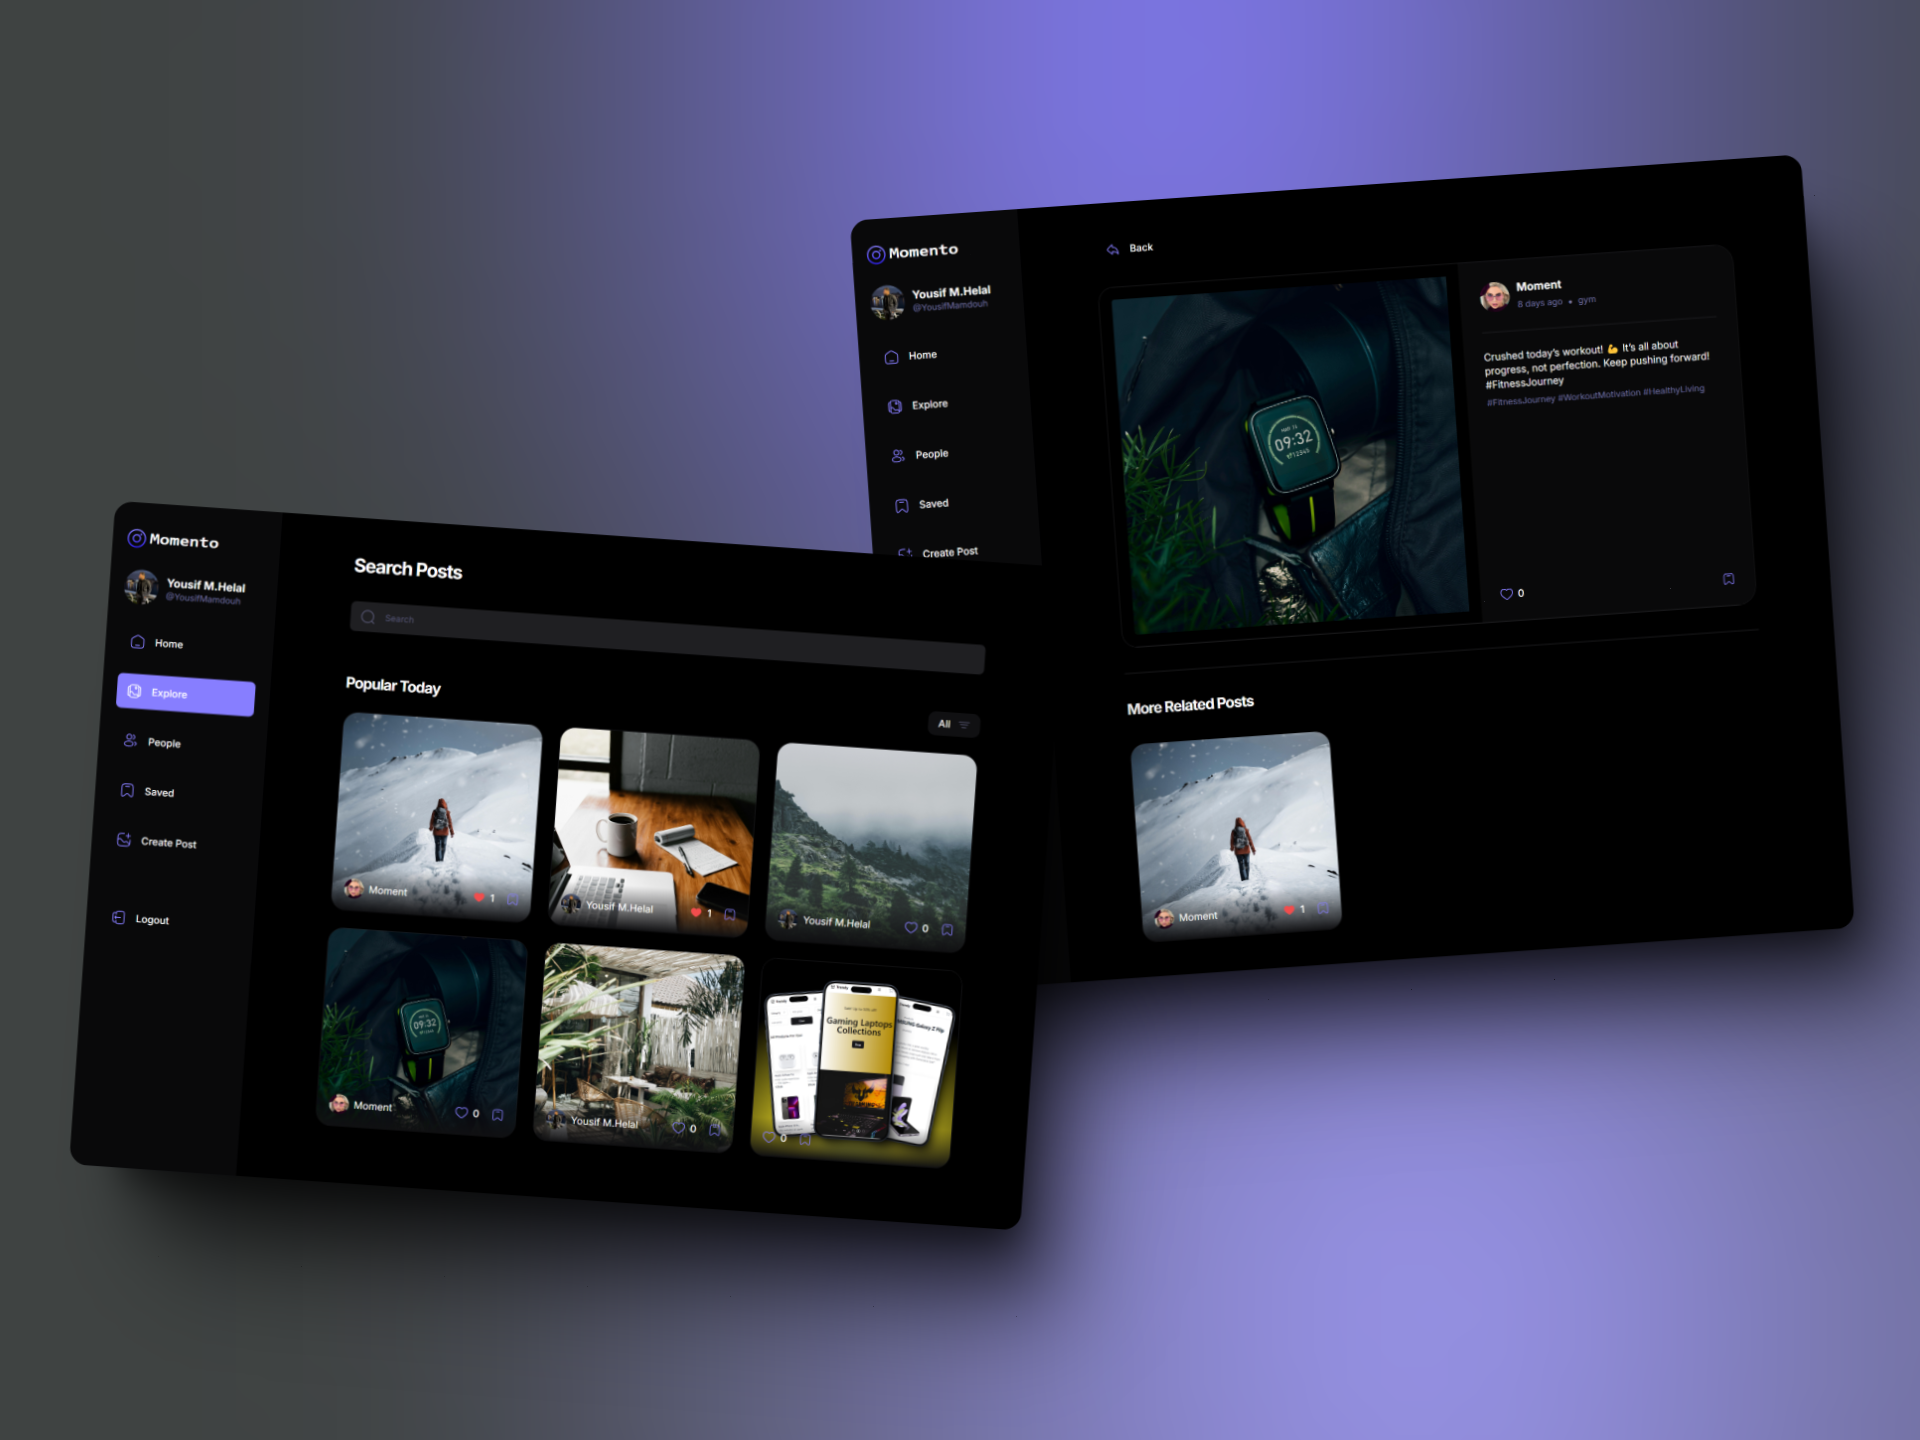 Momento
Yousif M.Helal
@YousifMamdouh
Home
Explore
People
Saved
Create Post
Back
MAR 15
09:32
Moment
8 days ago • gym
Crushed today's workout! 💪 It's all about
progress, not perfection. Keep pushing forward!
#FitnessJourney
#FitnessJourney #WorkoutMotivation #HealthyLiving
0
More Related Posts
Moment
1
Momento
Yousif M.Helal
@YousifMamdouh
Home
Explore
People
Saved
Create Post
Logout
Search Posts
Search
Popular Today
All
Moment
1
Yousif M.Helal
1
Yousif M.Helal
0
09:32
Moment
0
Yousif M.Helal
0
Gaming Laptops
Collections
Galaxy Z Flip
0